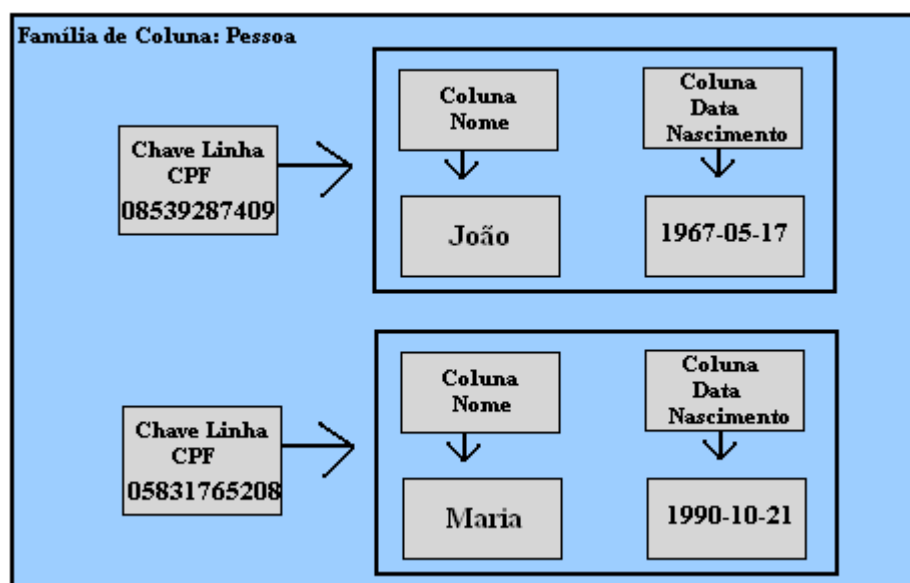 Família de Coluna: Pessoa
Coluna
Nome
Coluna
Data
Nascimento
Chave Linha
CPF
08539287409
João
1967-05-17
Coluna
Nome
Coluna
Data
Nascimento
Chave Linha
CPF
05831765208
Maria
1990-10-21